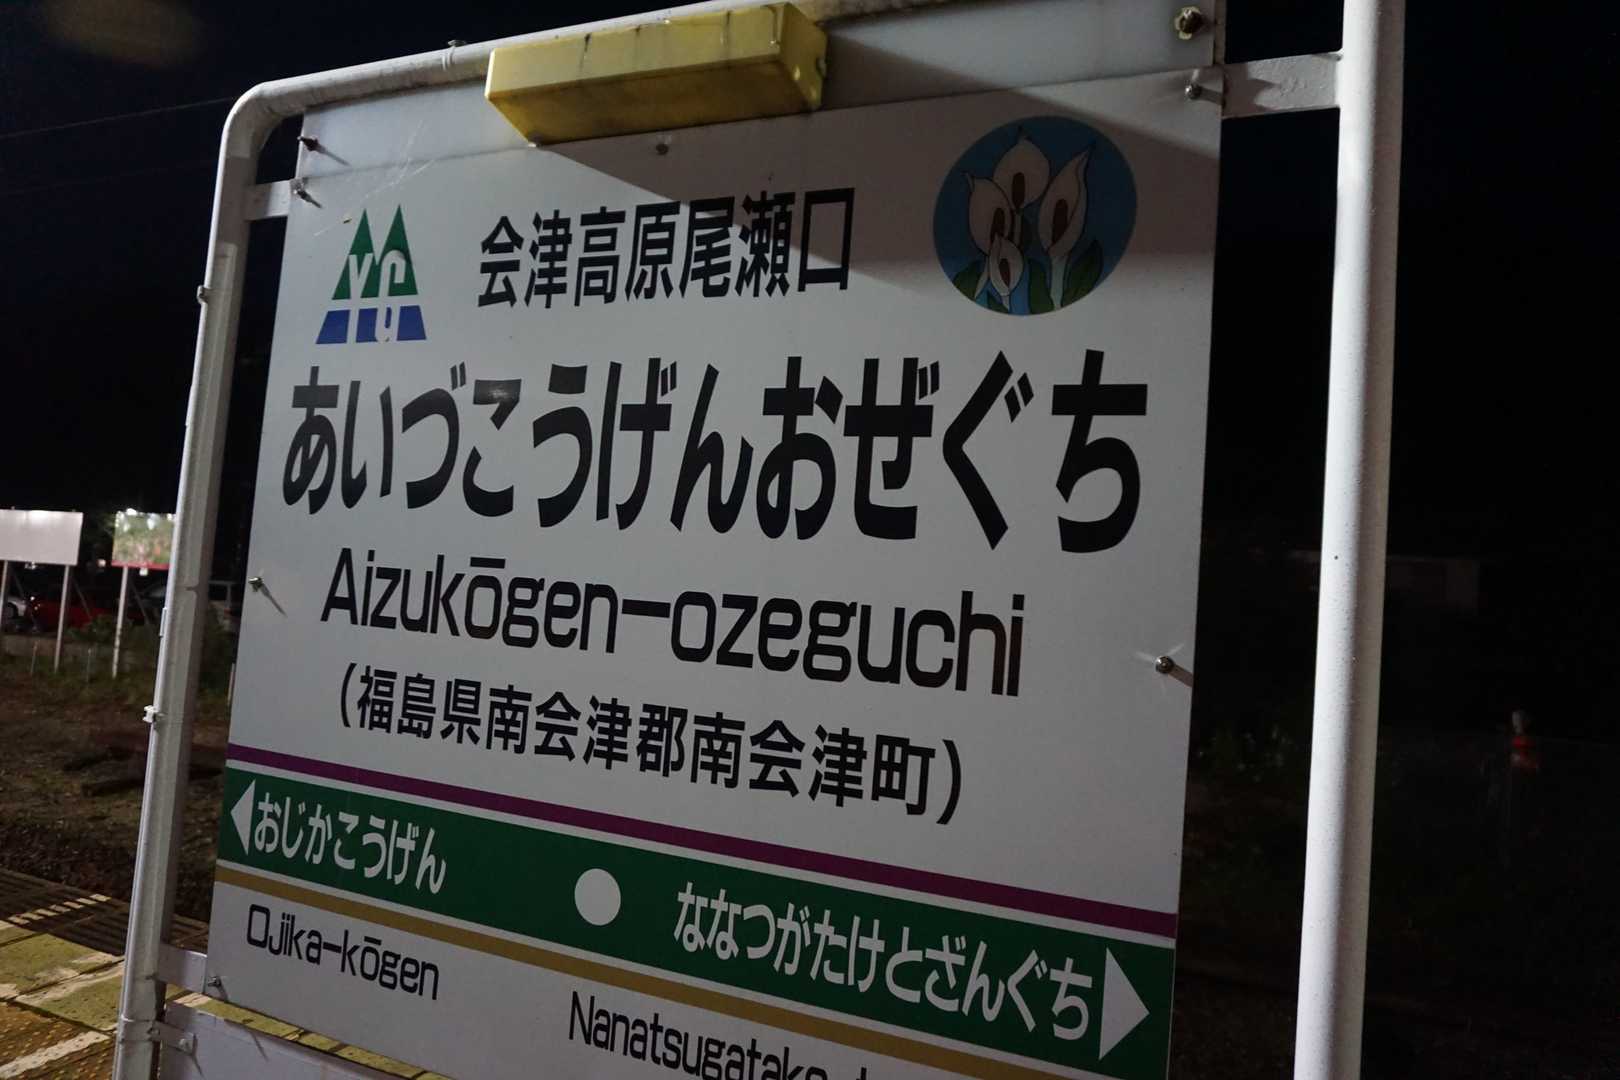 会津高原尾瀬口
あいづこうげんおぜぐち
Aizukōgen-ozeguchi
(福島県南会津郡南会津町)
おじかこうげん
ななつがたけとざんぐち
Ojika-kōgen